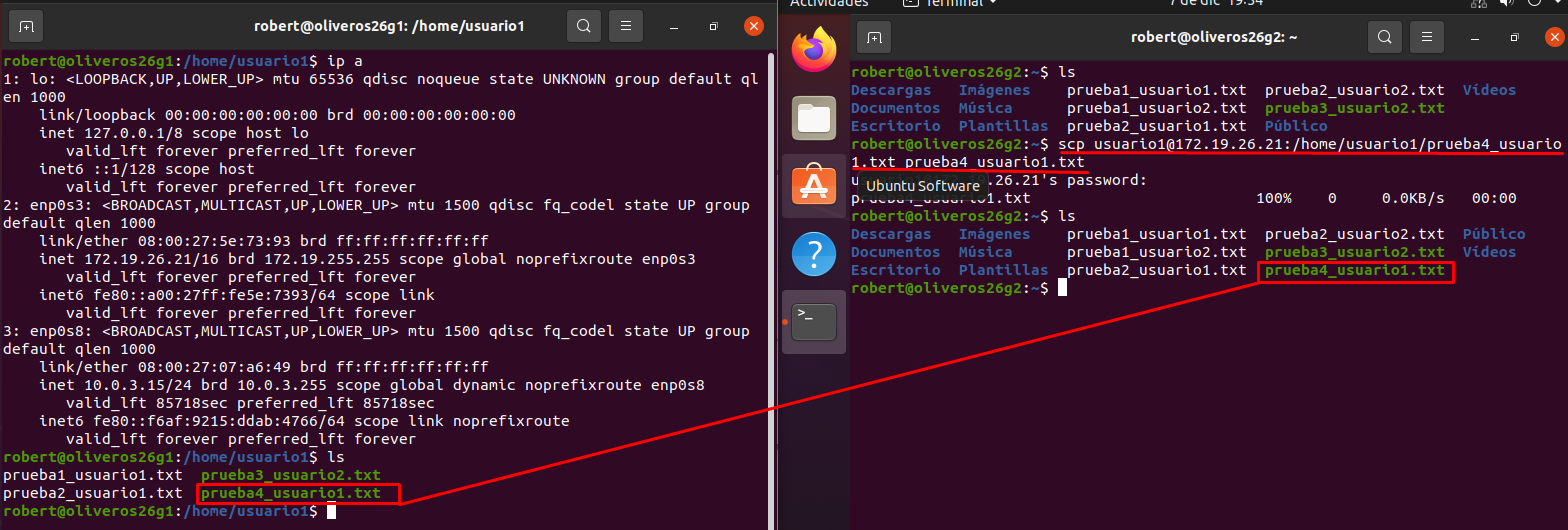 robert@oliveros26g1: /home/usuario1
robert@oliveros26g1:/home/usuario1$ ip a
1: lo: <LOOPBACK,UP,LOWER_UP> mtu 65536 qdisc noqueue state UNKNOWN group default ql
en 1000
    link/loopback 00:00:00:00:00:00 brd 00:00:00:00:00:00
    inet 127.0.0.1/8 scope host lo
       valid_lft forever preferred_lft forever
    inet6 ::1/128 scope host
       valid_lft forever preferred_lft forever
2: enp0s3: <BROADCAST,MULTICAST,UP,LOWER_UP> mtu 1500 qdisc fq_codel state UP group
default qlen 1000
    link/ether 08:00:27:5e:73:93 brd ff:ff:ff:ff:ff:ff
    inet 172.19.26.21/16 brd 172.19.255.255 scope global noprefixroute enp0s3
       valid_lft forever preferred_lft forever
    inet6 fe80::a00:27ff:fe5e:7393/64 scope link
       valid_lft forever preferred_lft forever
3: enp0s8: <BROADCAST,MULTICAST,UP,LOWER_UP> mtu 1500 qdisc fq_codel state UP group
default qlen 1000
    link/ether 08:00:27:07:a6:49 brd ff:ff:ff:ff:ff:ff
    inet 10.0.3.15/24 brd 10.0.3.255 scope global dynamic noprefixroute enp0s8
       valid_lft 85718sec preferred_lft 85718sec
    inet6 fe80::f6af:9215:ddab:4766/64 scope link noprefixroute
       valid_lft forever preferred_lft forever
robert@oliveros26g1:/home/usuario1$ ls
prueba1_usuario1.txt  prueba3_usuario2.txt
prueba2_usuario1.txt  prueba4_usuario1.txt
robert@oliveros26g1:/home/usuario1$
Actividades Terminal 7 de dic 19:34
robert@oliveros26g2: ~
robert@oliveros26g2:~$ ls
Descargas   Imágenes    prueba1_usuario1.txt  prueba2_usuario2.txt  Vídeos
Documentos  Música      prueba1_usuario2.txt  prueba3_usuario2.txt
Escritorio  Plantillas  prueba2_usuario1.txt  Público
robert@oliveros26g2:~$ scp usuario1@172.19.26.21:/home/usuario1/prueba4_usuario
1.txt prueba4_usuario1.txt
.26.21's password:
Ubuntu Software
prueba4_usuario1.txt                         100%    0     0.0KB/s   00:00
robert@oliveros26g2:~$ ls
Descargas   Imágenes    prueba1_usuario1.txt  prueba2_usuario2.txt  Público
Documentos  Música      prueba1_usuario2.txt  prueba3_usuario2.txt  Vídeos
Escritorio  Plantillas  prueba2_usuario1.txt  prueba4_usuario1.txt
robert@oliveros26g2:~$